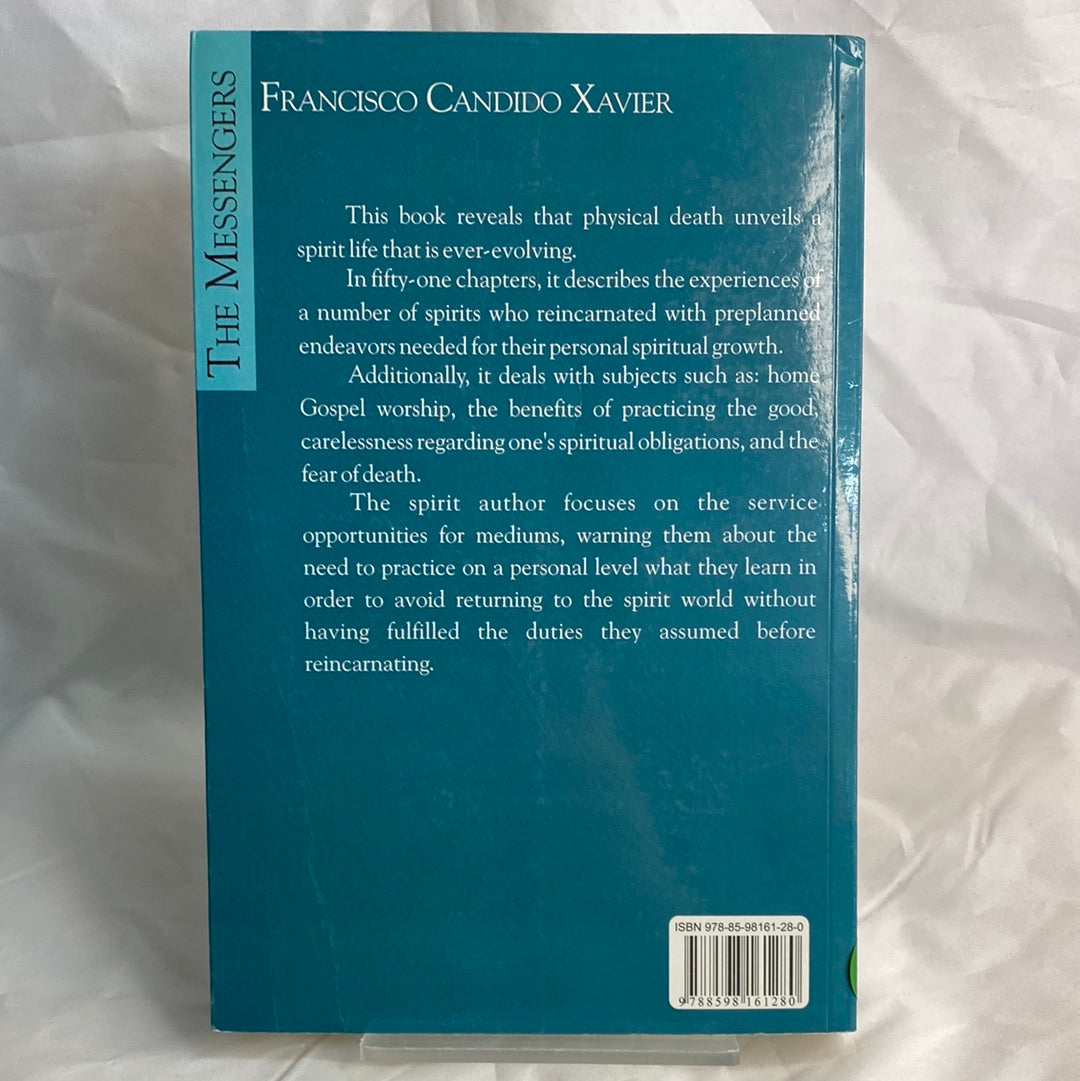 THE MESSENGERS
FRANCISCO CANDIDO XAVIER
This book reveals that physical death unveils a
spirit life that is ever-evolving.
In fifty-one chapters, it describes the experiences of
a number of spirits who reincarnated with preplanned
endeavors needed for their personal spiritual growth.
Additionally, it deals with subjects such as: home
Gospel worship, the benefits of practicing the good,
carelessness regarding one's spiritual obligations, and the
fear of death.
The spirit author focuses on the service
opportunities for mediums, warning them about the
need to practice on a personal level what they learn in
order to avoid returning to the spirit world without
having fulfilled the duties they assumed before
reincarnating.
ISBN 978-85-98161-28-0
9 788598 161280